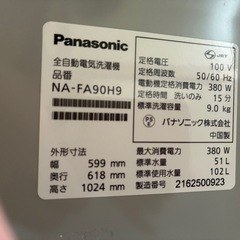 Panasonic
全自動電気洗濯機
品番
NA-FA90H9
定格電圧 100 V
定格周波数 50/60 Hz
電動機定格消費電力 380 W
定格時間 洗いのみ 15 分
標準洗濯容量 9.0 kg
パナソニック株式会社
中国製
外形寸法
幅 599 mm
奥行 618 mm
高さ 1024 mm
最大消費電力 380 W
標準水量 51 L
標準使用水量 102 L
製造番号 2162500923